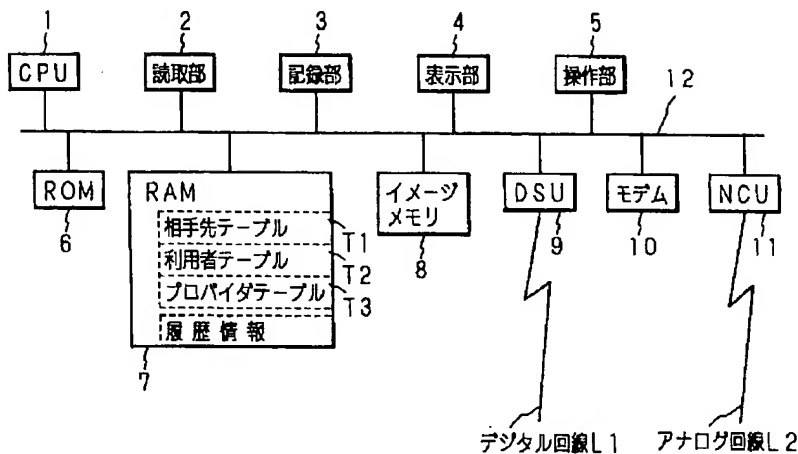 1
2
3
4
5
CPU
読取部
記録部
表示部
操作部
12
ROM
6
RAM
相手先テーブル
T1
利用者テーブル
T2
プロバイダテーブル
T3
履歴情報
7
イメージ
メモリ
8
DSU
9
モデム
10
NCU
11
デジタル回線L1
アナログ回線L2